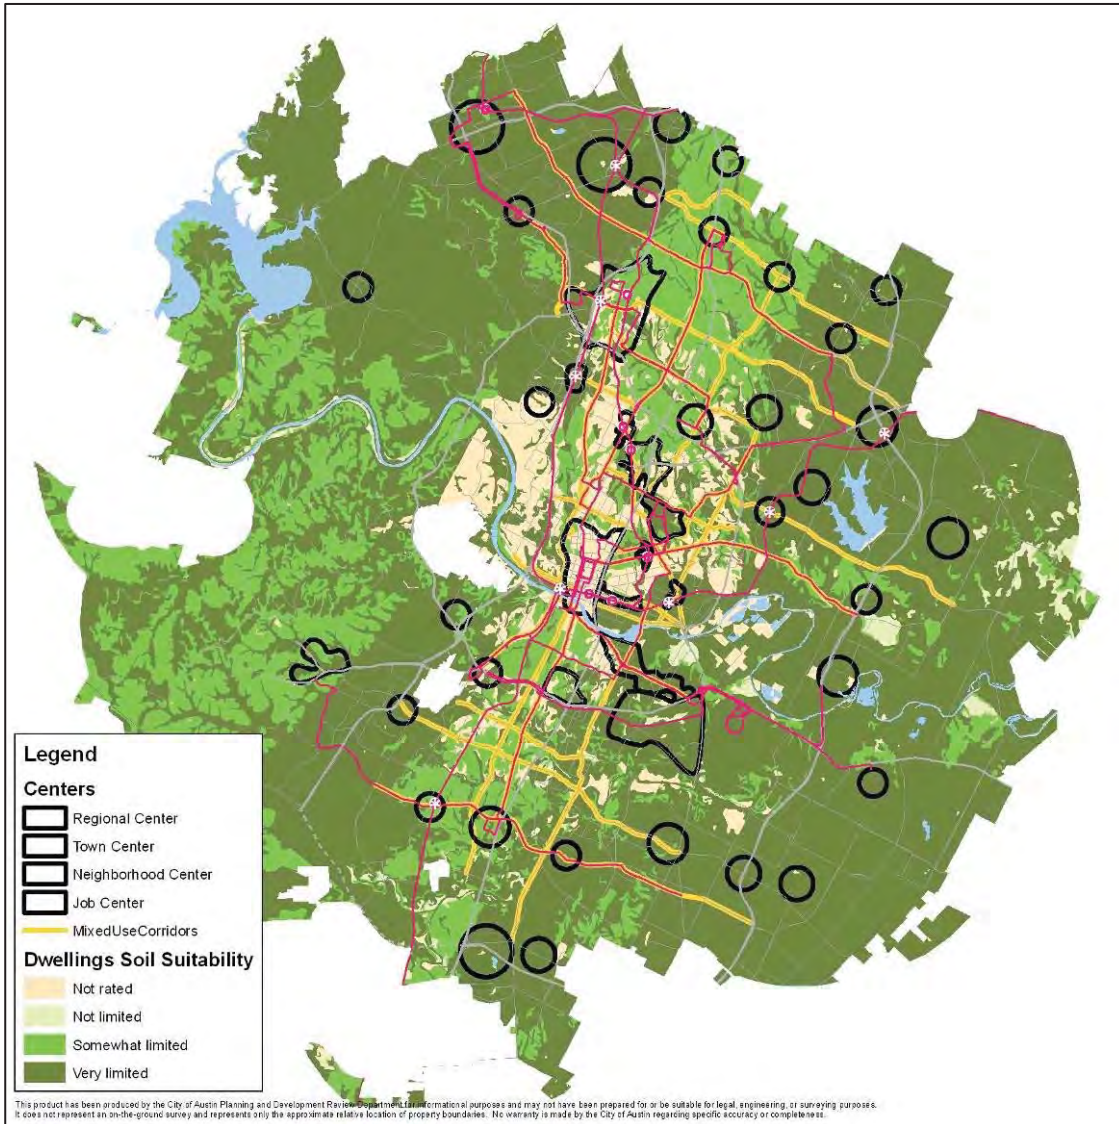 Legend
Centers
Regional Center
Town Center
Neighborhood Center
Job Center
MixedUseCorridors
Dwellings Soil Suitability
Not rated
Not limited
Somewhat limited
Very limited
This product has been produced by the City of Austin Planning and Development Review Department for informational purposes and may not have been prepared for or be suitable for legal, engineering, or surveying purposes.
It does not represent an on-the-ground survey and represents only the approximate relative location of property boundaries. No warranty is made by the City of Austin regarding specific accuracy or completeness.